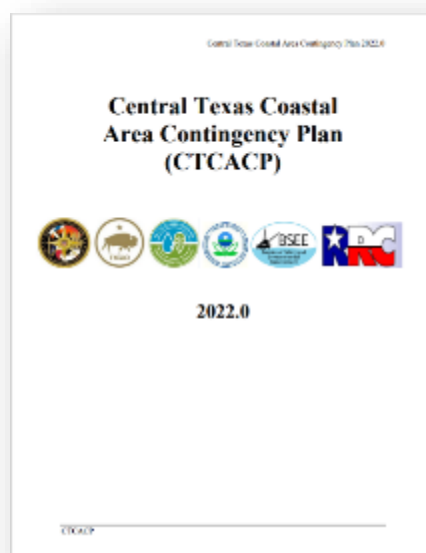 Central Texas Coastal Area Contingency Plan 2022.0
Central Texas Coastal
Area Contingency Plan
(CTCACP)
BSEE
RRC
2022.0
CTCACP